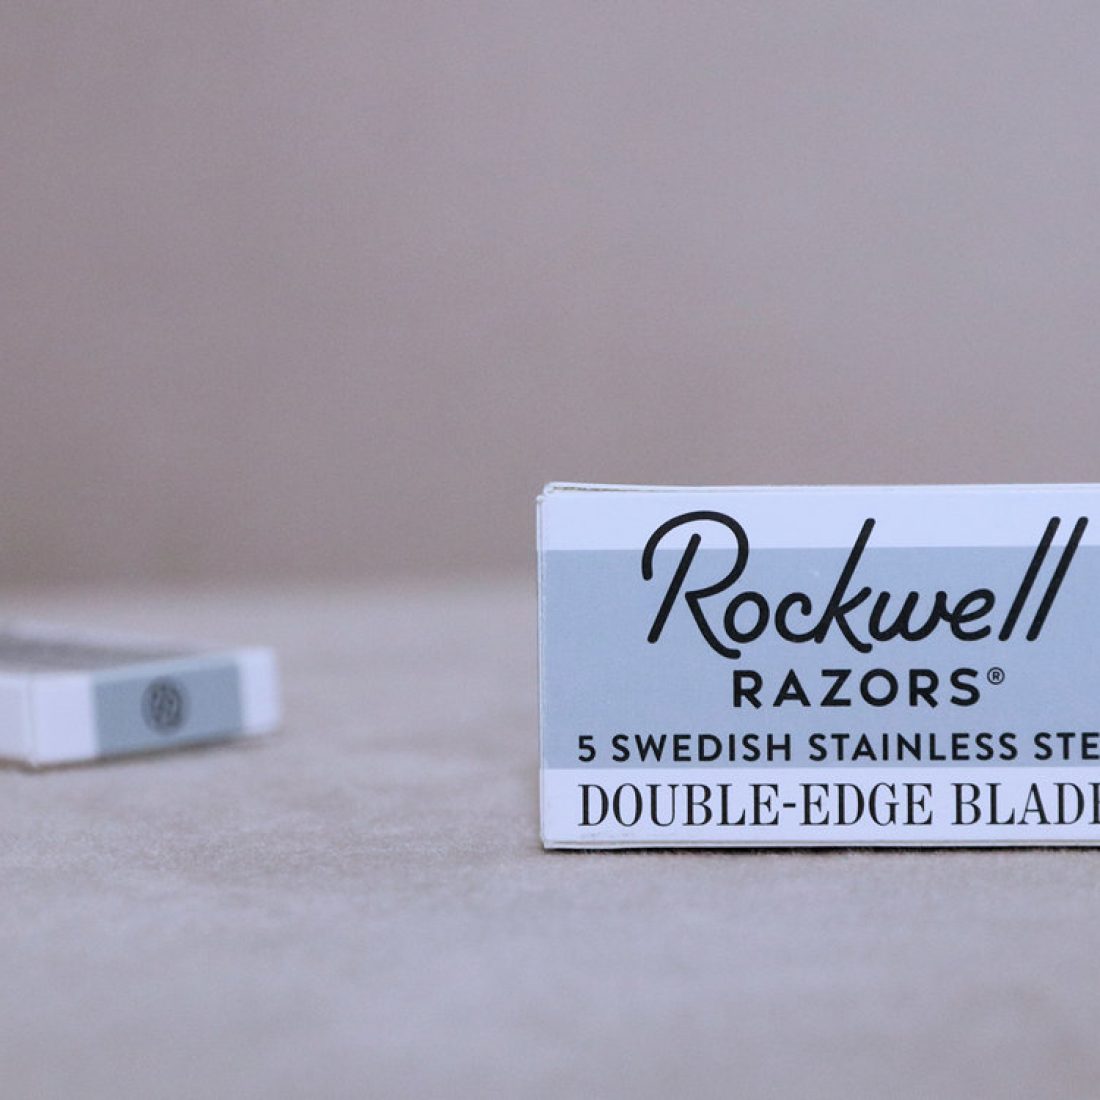 Rockwell
RAZORS®
5 SWEDISH STAINLESS STE
DOUBLE-EDGE BLADE